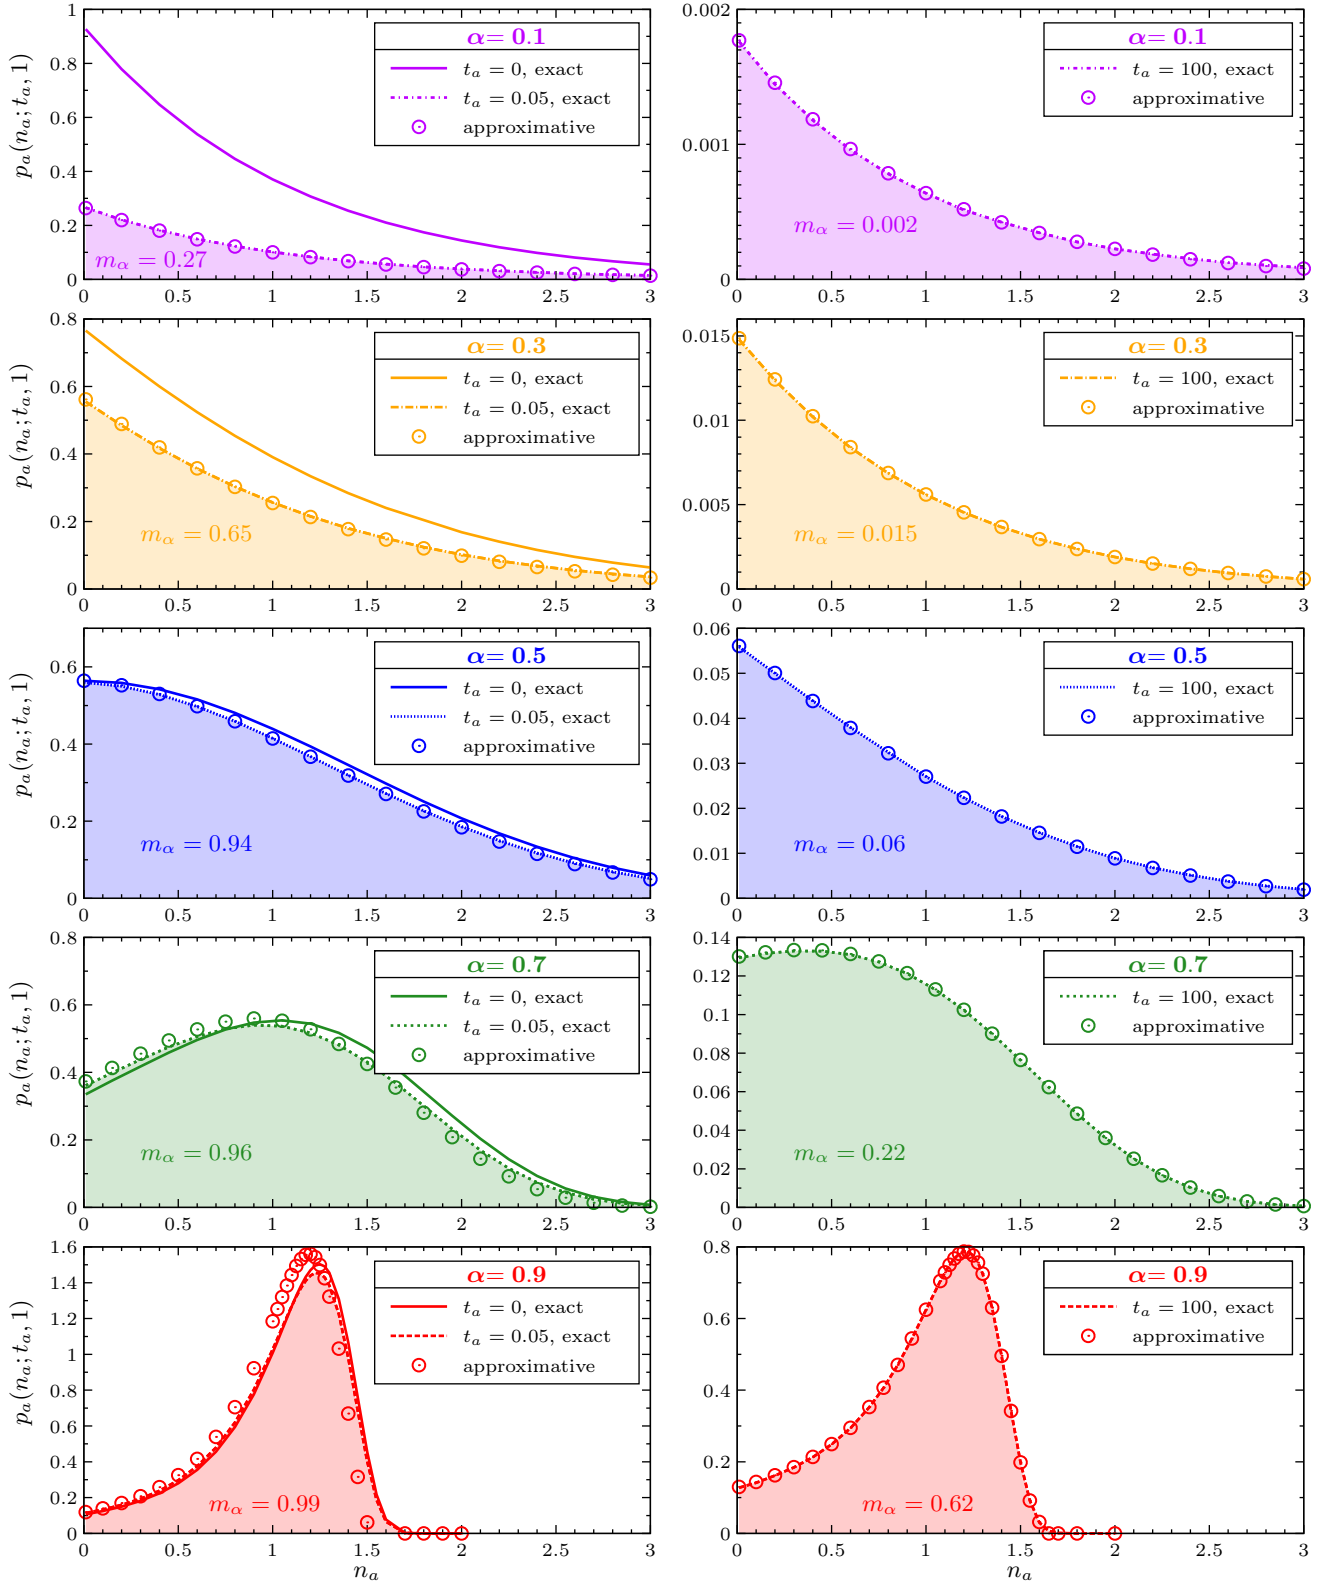 p_a(n_a; t_a, 1)
1
0.8
0.6
0.4
0.2
0
α= 0.1
t_a = 0, exact
t_a = 0.05, exact
approximative
m_α = 0.27
0 0.5 1 1.5 2 2.5 3
0.002
0.001
0
α= 0.1
t_a = 100, exact
approximative
m_α = 0.002
0 0.5 1 1.5 2 2.5 3
p_a(n_a; t_a, 1)
0.8
0.6
0.4
0.2
0
α= 0.3
t_a = 0, exact
t_a = 0.05, exact
approximative
m_α = 0.65
0 0.5 1 1.5 2 2.5 3
0.015
0.01
0.005
0
α= 0.3
t_a = 100, exact
approximative
m_α = 0.015
0 0.5 1 1.5 2 2.5 3
p_a(n_a; t_a, 1)
0.6
0.4
0.2
0
α= 0.5
t_a = 0, exact
t_a = 0.05, exact
approximative
m_α = 0.94
0 0.5 1 1.5 2 2.5 3
0.06
0.05
0.04
0.03
0.02
0.01
0
α= 0.5
t_a = 100, exact
approximative
m_α = 0.06
0 0.5 1 1.5 2 2.5 3
p_a(n_a; t_a, 1)
0.8
0.6
0.4
0.2
0
α= 0.7
t_a = 0, exact
t_a = 0.05, exact
approximative
m_α = 0.96
0 0.5 1 1.5 2 2.5 3
0.14
0.12
0.1
0.08
0.06
0.04
0.02
0
α= 0.7
t_a = 100, exact
approximative
m_α = 0.22
0 0.5 1 1.5 2 2.5 3
p_a(n_a; t_a, 1)
1.6
1.4
1.2
1
0.8
0.6
0.4
0.2
0
α= 0.9
t_a = 0, exact
t_a = 0.05, exact
approximative
m_α = 0.99
0 0.5 1 1.5 2 2.5 3
n_a
0.8
0.6
0.4
0.2
0
α= 0.9
t_a = 100, exact
approximative
m_α = 0.62
0 0.5 1 1.5 2 2.5 3
n_a